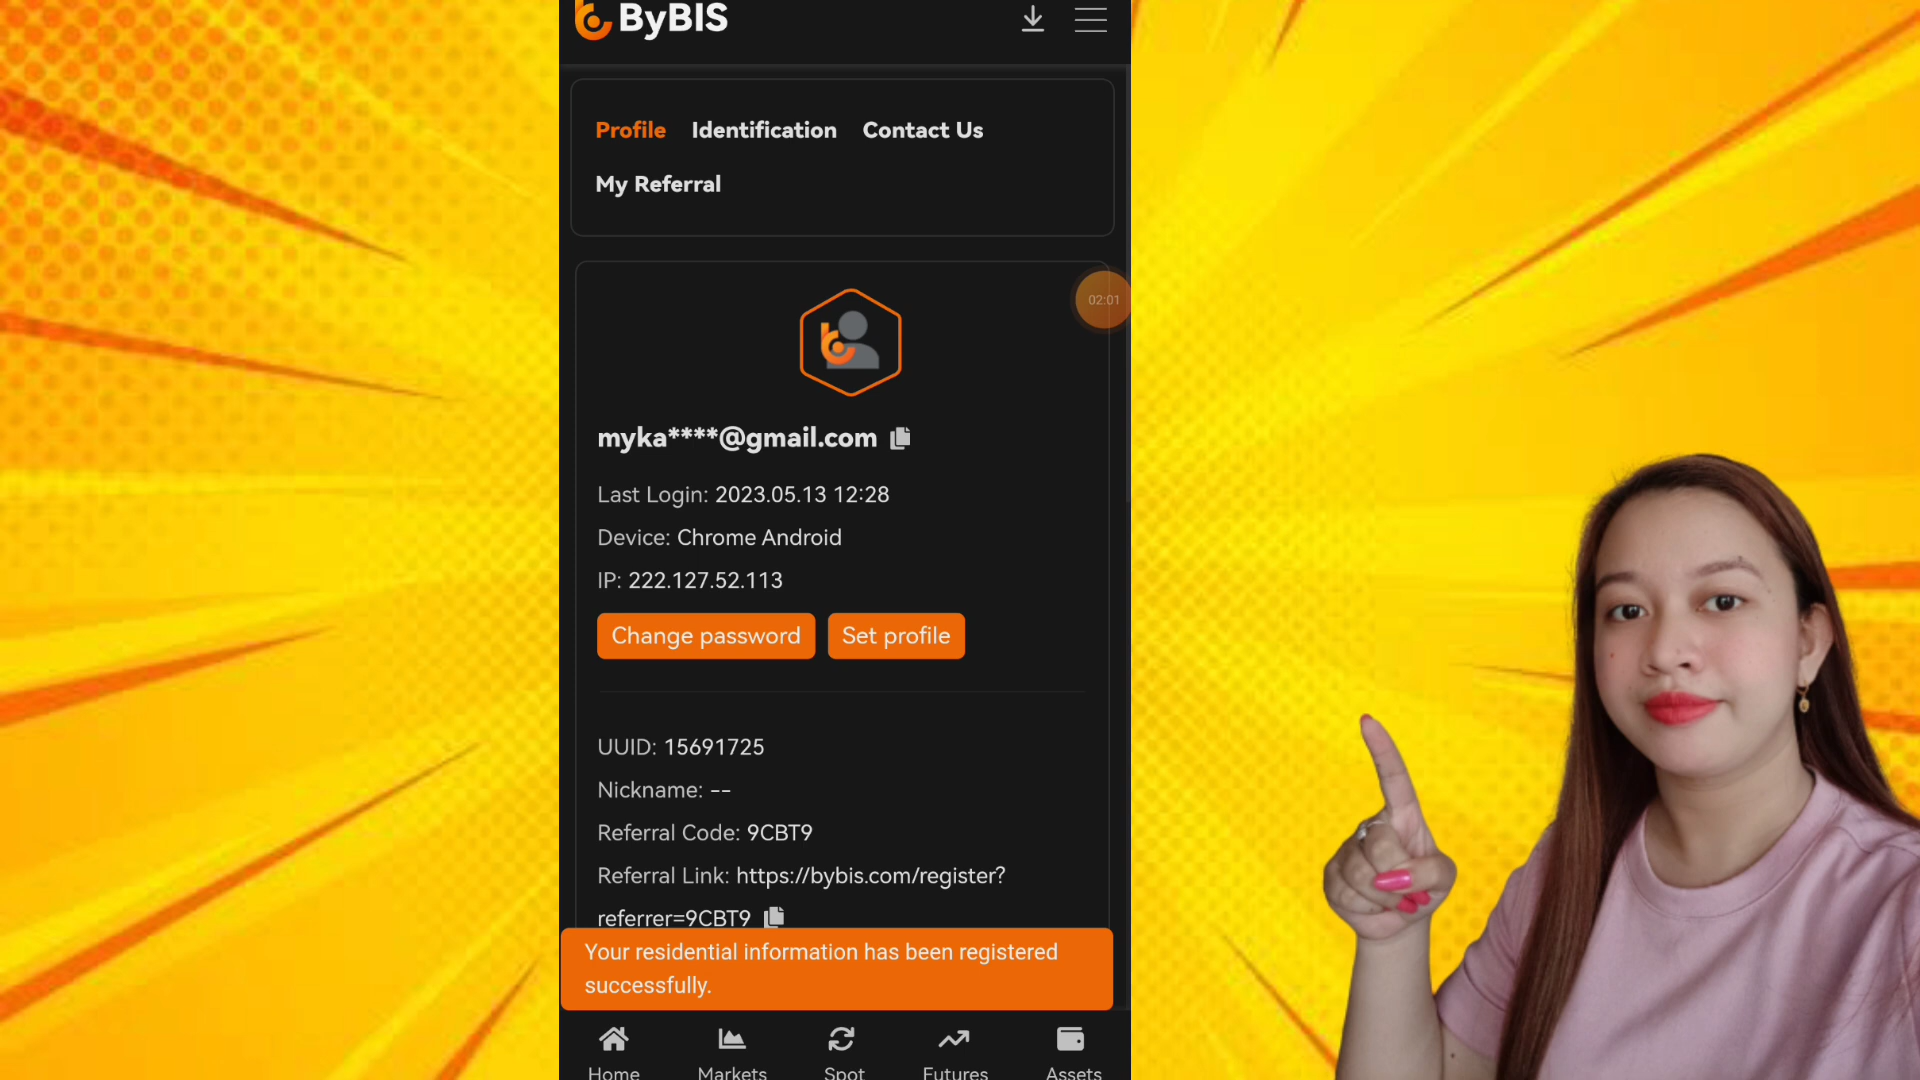 ByBIS
Profile Identification Contact Us
My Referral
02:01
myka****@gmail.com
Last Login: 2023.05.13 12:28
Device: Chrome Android
IP: 222.127.52.113
Change password Set profile
UUID: 15691725
Nickname: --
Referral Code: 9CBT9
Referral Link: https://bybis.com/register?
referrer=9CBT9
Your residential information has been registered
successfully.
Home Markets Spot Futures Assets